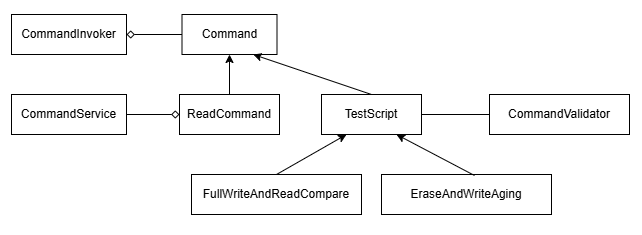 CommandInvoker
Command
CommandService
ReadCommand
TestScript
CommandValidator
FullWriteAndReadCompare
EraseAndWriteAging